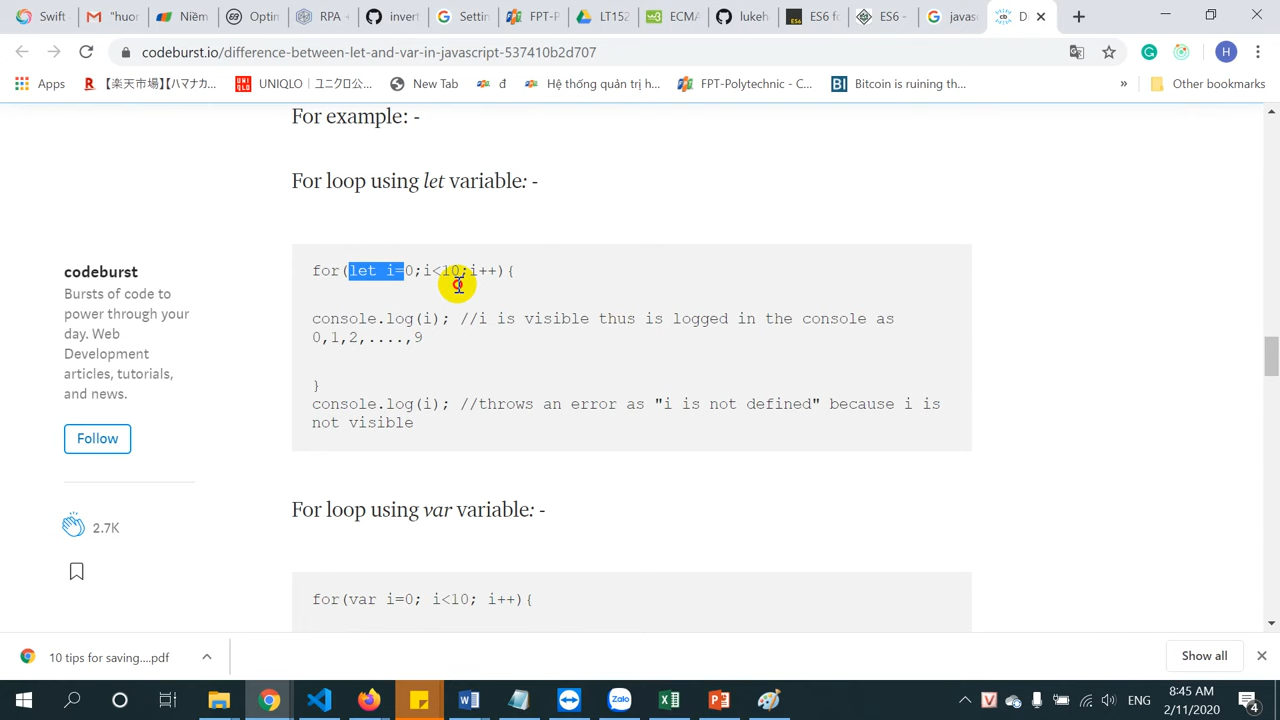 Swift
"huor
Niềm
Optin
RPA -
invert
Settin
FPT-P
LT152
ECMA
lukeh
ES6 fo
ES6 -
javas
D
codeburst.io/difference-between-let-and-var-in-javascript-537410b2d707
H
Apps
【楽天市場】【ハマナカ...
UNIQLO｜ユニクロ公...
New Tab
đ
Hệ thống quản trị h...
FPT-Polytechnic - C...
BI
Bitcoin is ruining th...
»
Other bookmarks
For example: -
For loop using let variable: -
for(let i=0;i<10;i++){
console.log(i); //i is visible thus is logged in the console as
0,1,2,....,9
}
console.log(i); //throws an error as "i is not defined" because i is
not visible
codeburst
Bursts of code to
power through your
day. Web
Development
articles, tutorials,
and news.
Follow
2.7K
For loop using var variable: -
for(var i=0; i<10; i++){
10 tips for saving....pdf
Show all
Zalo
V
ENG
8:45 AM
2/11/2020
4